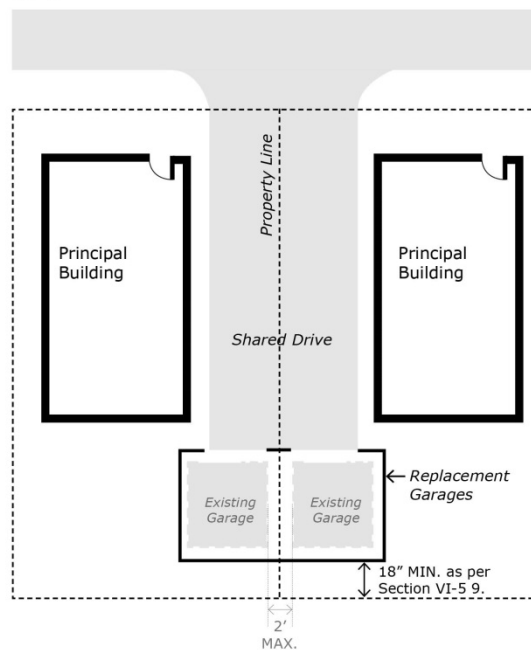 Property Line
Principal
Building
Principal
Building
Shared Drive
Existing
Garage
Existing
Garage
Replacement
Garages
18" MIN. as per
Section VI-5 9.
2'
MAX.